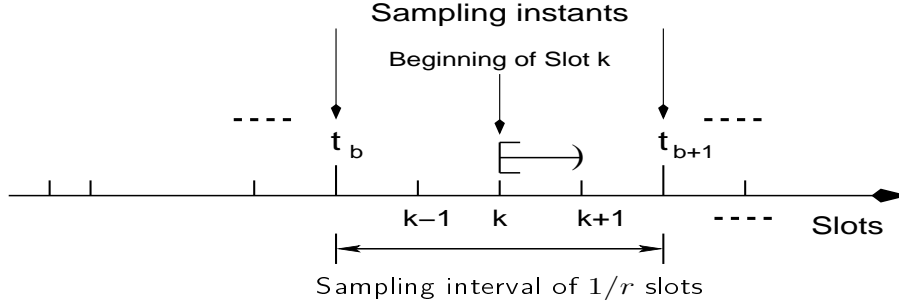 Sampling instants
Beginning of Slot k
t b
t b+1
k−1 k k+1
Slots
Sampling interval of 1/r slots